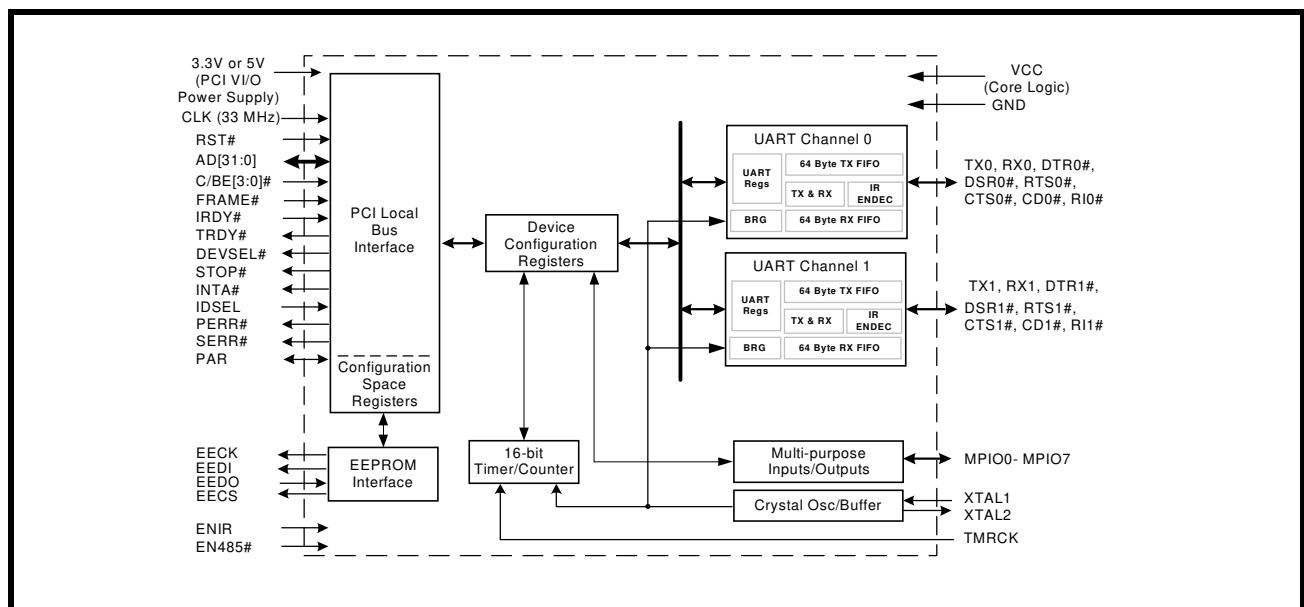 3.3V or 5V
(PCI VI/O
Power Supply)
CLK (33 MHz)
RST#
AD[31:0]
C/BE[3:0]#
FRAME#
IRDY#
TRDY#
DEVSEL#
STOP#
INTA#
IDSEL
PERR#
SERR#
PAR
EECK
EEDI
EEDO
EECS
ENIR
EN485#
PCI Local
Bus
Interface
Configuration
Space
Registers
EEPROM
Interface
Device
Configuration
Registers
16-bit
Timer/Counter
UART Channel 0
UART
Regs
64 Byte TX FIFO
TX & RX
IR
ENDEC
BRG
64 Byte RX FIFO
UART Channel 1
UART
Regs
64 Byte TX FIFO
TX & RX
IR
ENDEC
BRG
64 Byte RX FIFO
Multi-purpose
Inputs/Outputs
Crystal Osc/Buffer
VCC
(Core Logic)
GND
TX0, RX0, DTR0#,
DSR0#, RTS0#,
CTS0#, CD0#, RI0#
TX1, RX1, DTR1#,
DSR1#, RTS1#,
CTS1#, CD1#, RI1#
MPIO0- MPIO7
XTAL1
XTAL2
TMRCK